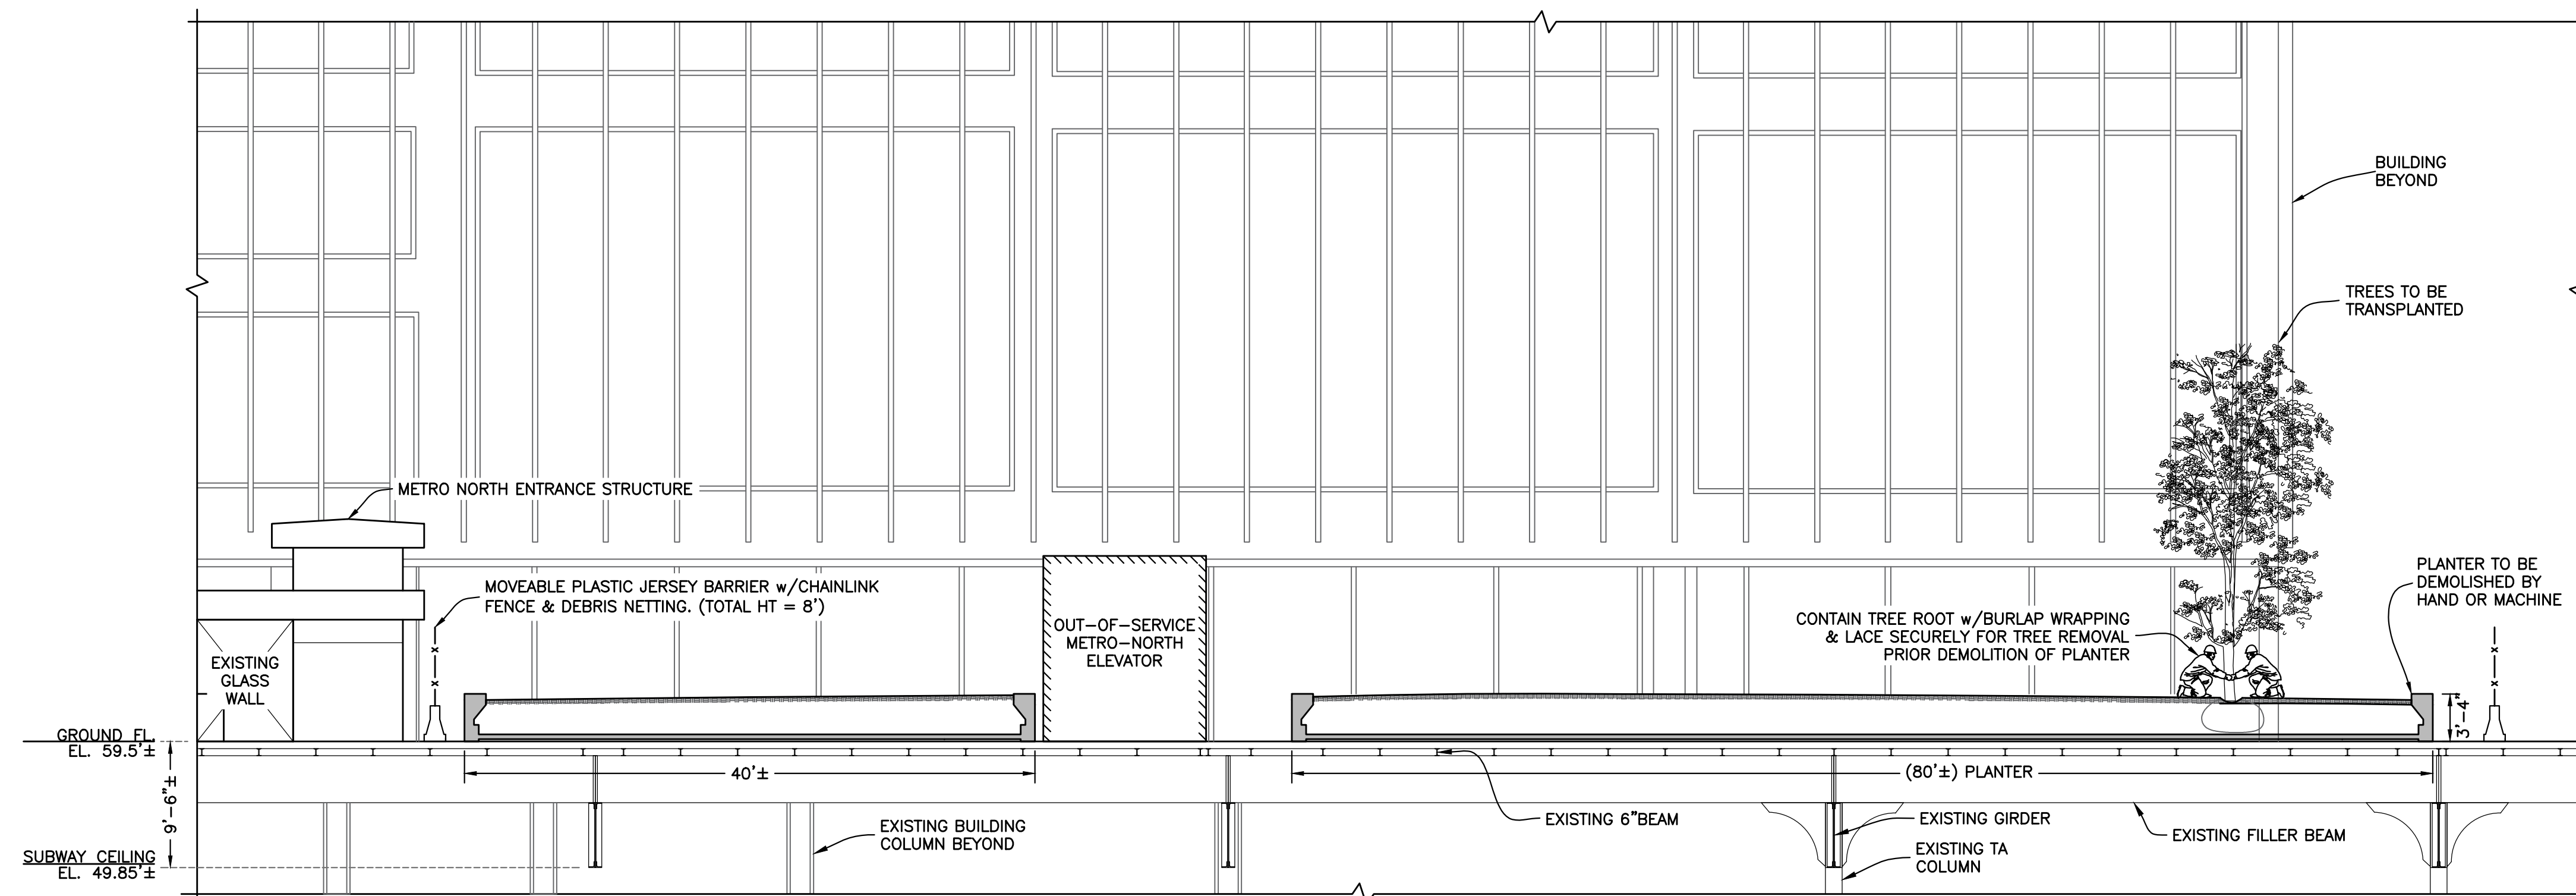 BUILDING
BEYOND
TREES TO BE
TRANSPLANTED
METRO NORTH ENTRANCE STRUCTURE
MOVEABLE PLASTIC JERSEY BARRIER w/CHAINLINK
FENCE & DEBRIS NETTING. (TOTAL HT = 8')
OUT-OF-SERVICE
METRO-NORTH
ELEVATOR
CONTAIN TREE ROOT w/BURLAP WRAPPING
& LACE SECURELY FOR TREE REMOVAL
PRIOR DEMOLITION OF PLANTER
PLANTER TO BE
DEMOLISHED BY
HAND OR MACHINE
EXISTING
GLASS
WALL
3'-4"
GROUND FL.
EL. 59.5'±
40'±
(80'±) PLANTER
9'-6"±
EXISTING 6"BEAM
EXISTING GIRDER
EXISTING FILLER BEAM
EXISTING BUILDING
COLUMN BEYOND
EXISTING TA
COLUMN
SUBWAY CEILING
EL. 49.85'±